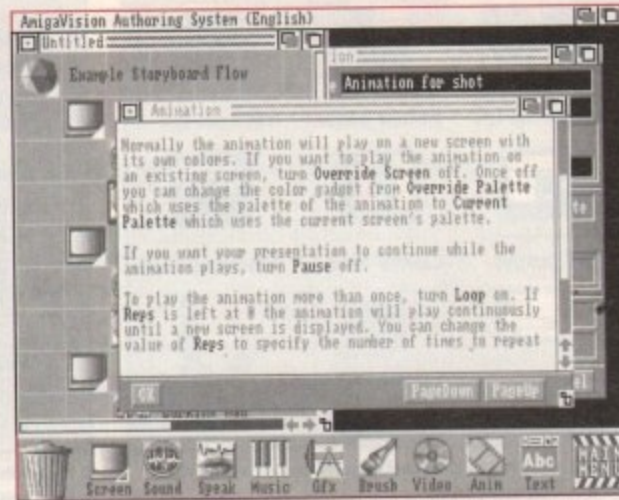 AmigaVision Authoring System (English)
Untitled
ion
Example Storyboard Flow
Animation for shot
Animation
Normally the animation will play on a new screen with
its own colors. If you want to play the animation on
an existing screen, turn Override Screen off. Once off
you can change the color gadget from Override Palette
which uses the palette of the animation to Current
Palette which uses the current screen's palette.
If you want your presentation to continue while the
animation plays, turn Pause off.
To play the animation more than once, turn Loop on. If
Reps is left at 0 the animation will play continuously
until a new screen is displayed. You can change the
value of Reps to specify the number of times to repeat
OK
PageDown
PageUp
Screen
Sound
Speak
Music
Gfx
Brush
Video
Anim
Abc
Text
MAIN
MENU